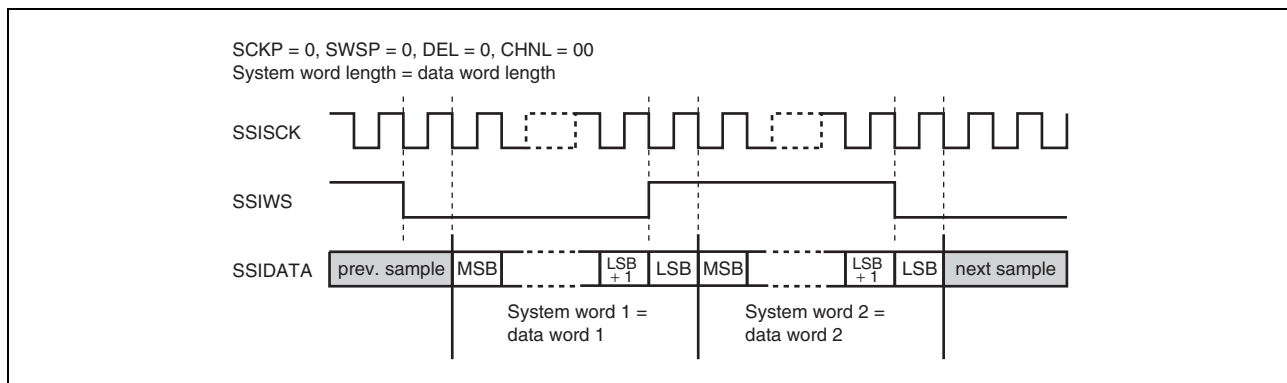 SCKP = 0, SWSP = 0, DEL = 0, CHNL = 00
System word length = data word length
SSISCK
SSIWS
SSIDATA
prev. sample
MSB
LSB
+ 1
LSB
MSB
LSB
+ 1
LSB
next sample
System word 1 =
data word 1
System word 2 =
data word 2